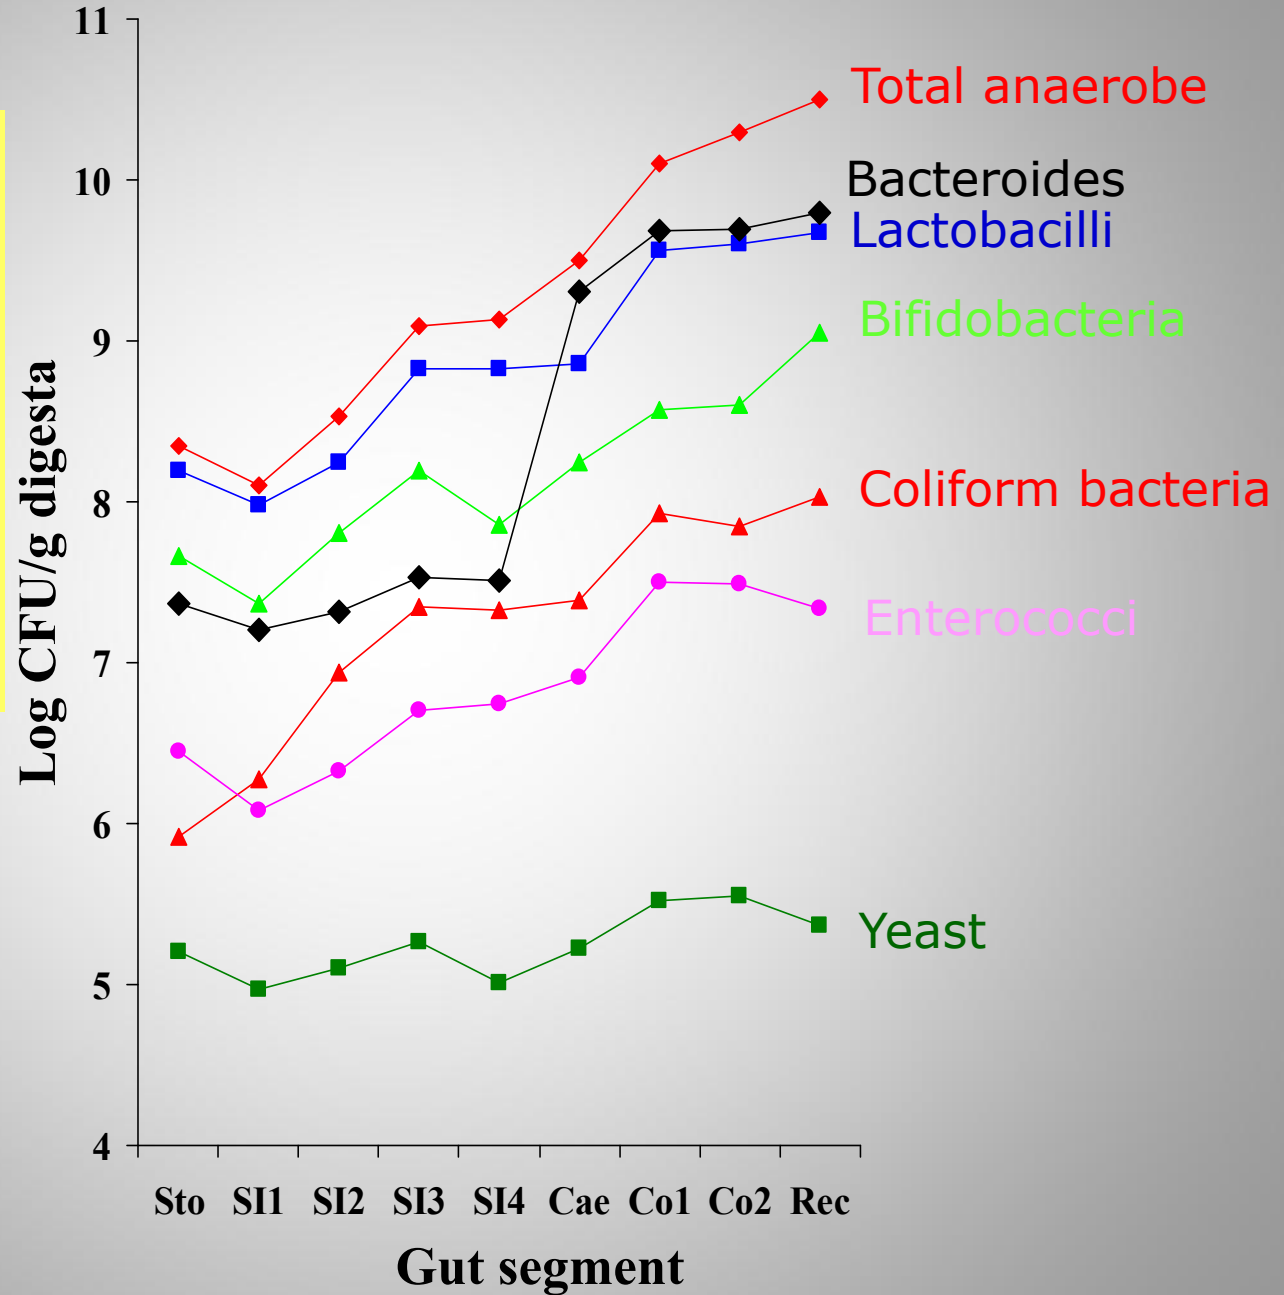 11
10
9
8
7
6
5
4
Log CFU/g digesta
Total anaerobe
Bacteroides
Lactobacilli
Bifidobacteria
Coliform bacteria
Enterococci
Yeast
Sto SI1 SI2 SI3 SI4 Cae Co1 Co2 Rec
Gut segment